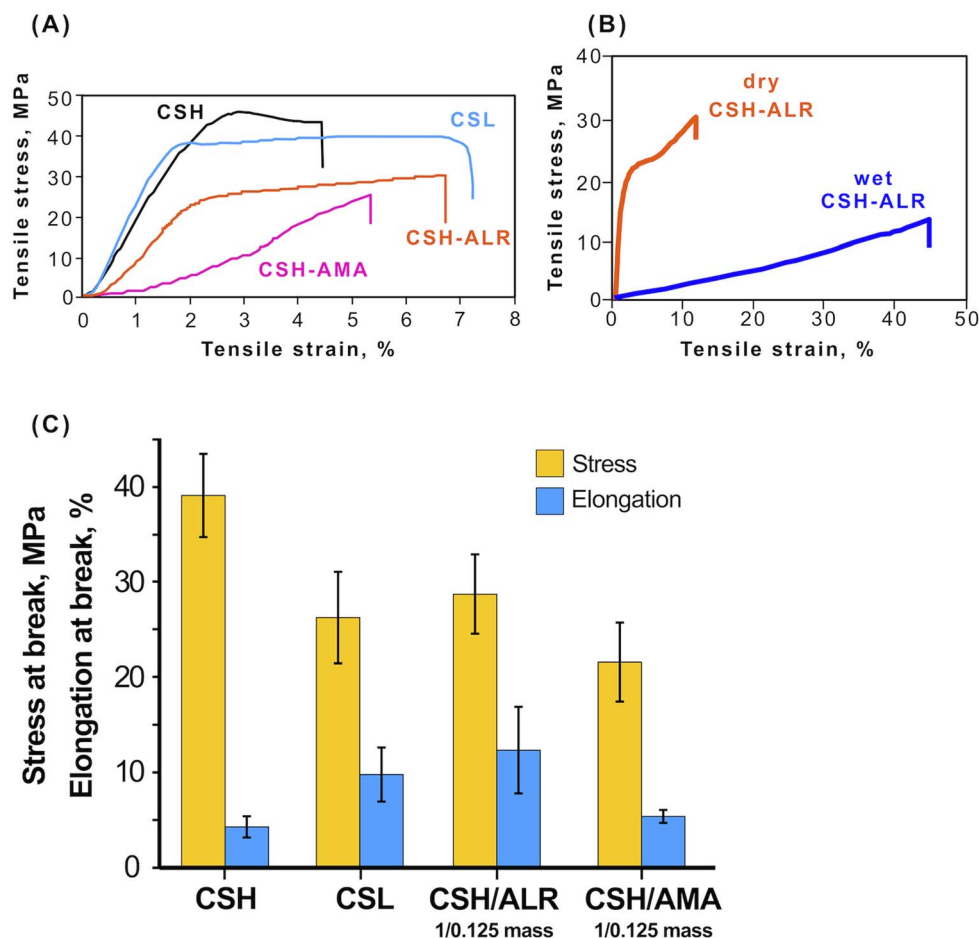 (A)
Tensile stress, MPa
50
40
30
20
10
0
CSH
CSL
CSH-ALR
CSH-AMA
0 1 2 3 4 5 6 7 8
Tensile strain, %
(B)
Tensile stress, MPa
40
30
20
10
0
dry
CSH-ALR
wet
CSH-ALR
0 10 20 30 40 50
Tensile strain, %
(C)
Stress at break, MPa
Elongation at break, %
40
30
20
10
0
Stress
Elongation
CSH CSL CSH/ALR CSH/AMA
1/0.125 mass 1/0.125 mass